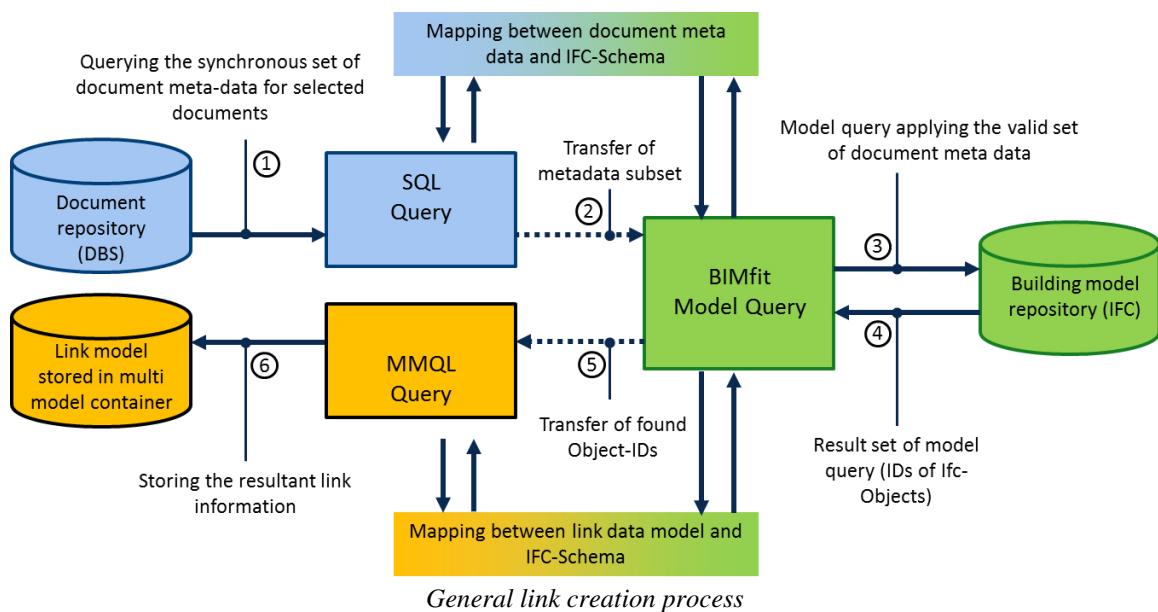 Mapping between document meta
data and IFC-Schema
Querying the synchronous set of
document meta-data for selected
documents
1
Document
repository
(DBS)
SQL
Query
Transfer of
metadata subset
2
Model query applying the valid set
of document meta data
3
BIMfit
Model Query
Building model
repository (IFC)
4
Result set of model
query (IDs of Ifc-
Objects)
5
Transfer of found
Object-IDs
MMQL
Query
6
Link model
stored in multi
model container
Storing the resultant link
information
Mapping between link data model and
IFC-Schema
General link creation process